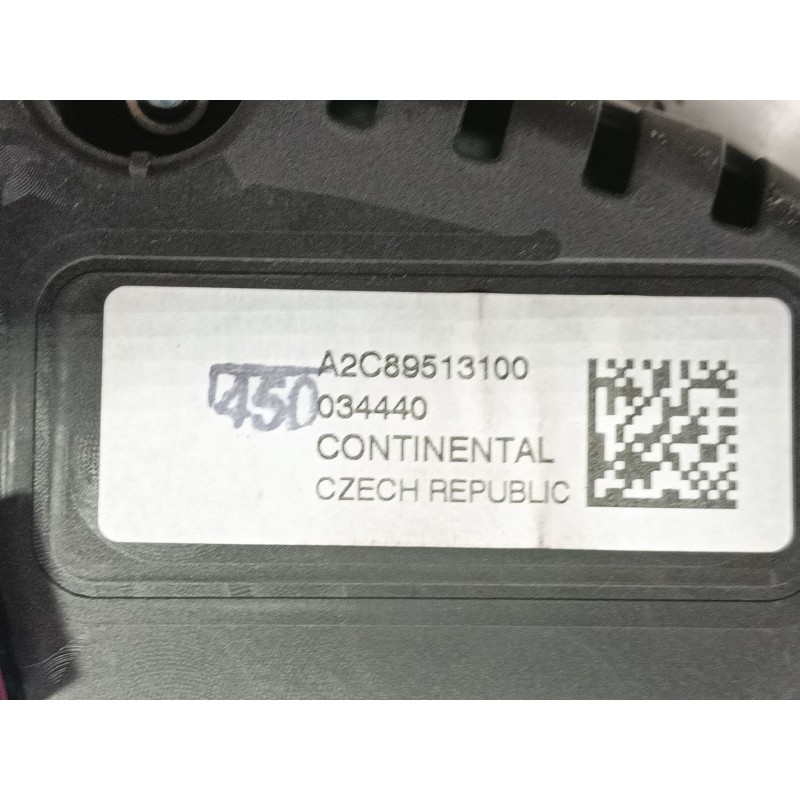 A2C89513100
450
034440
CONTINENTAL
CZECH REPUBLIC